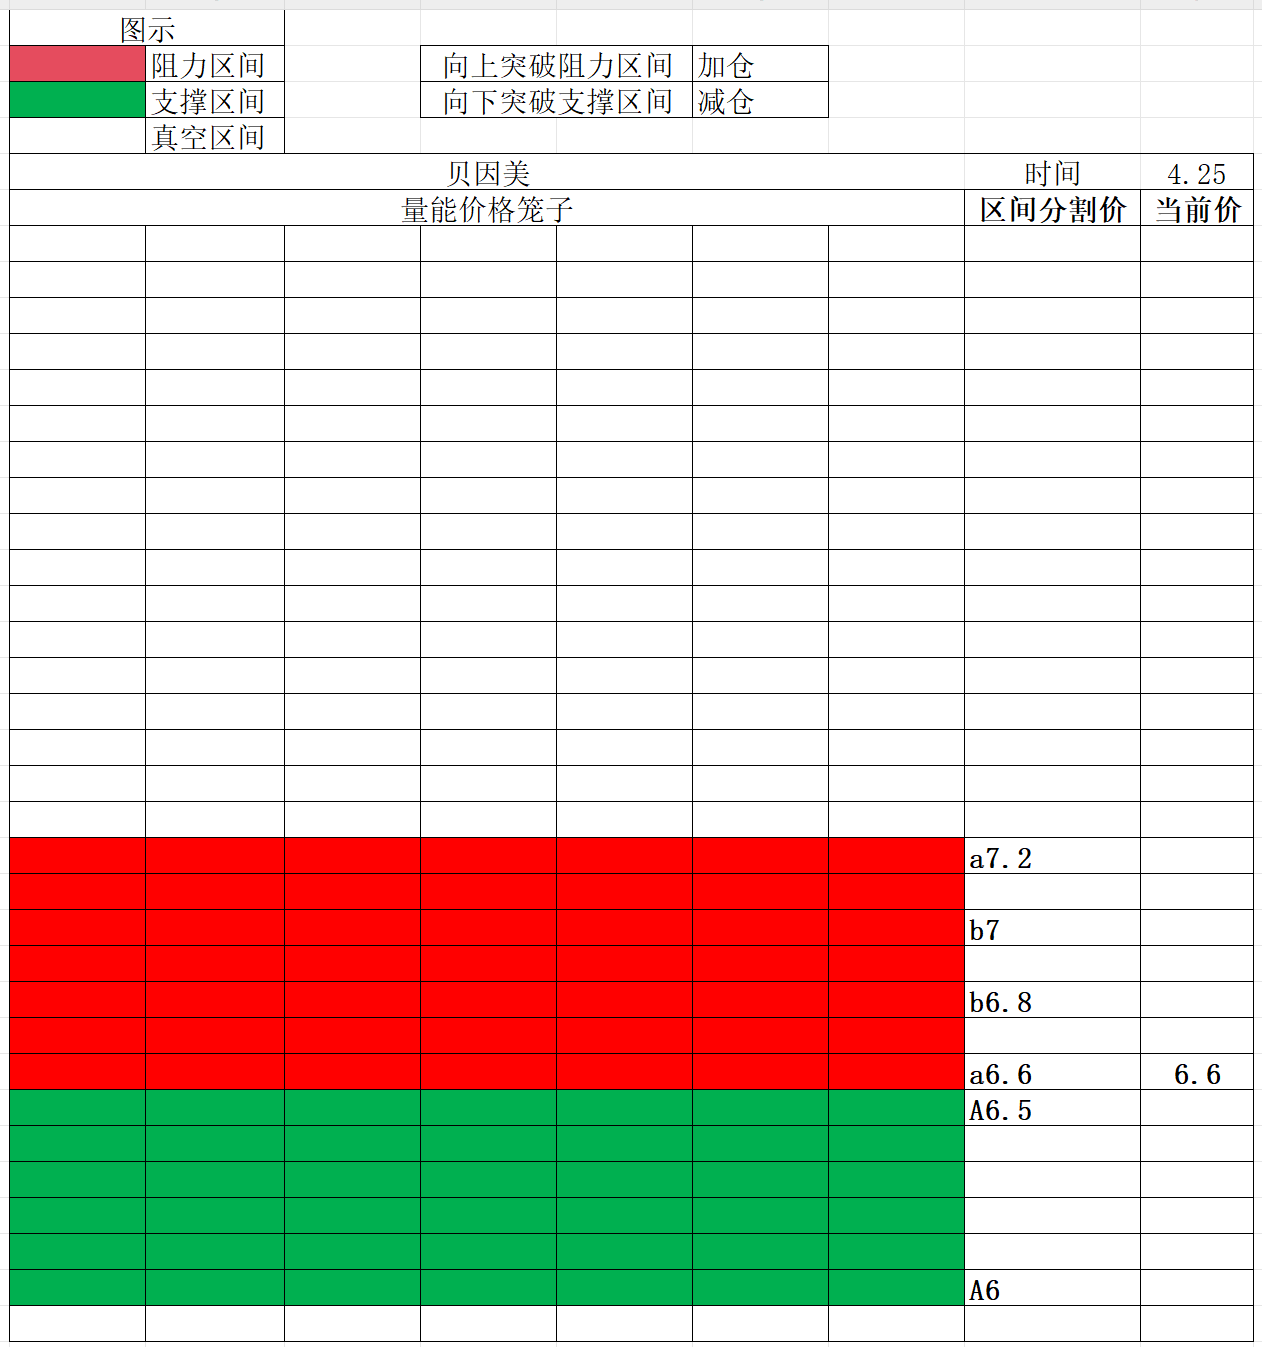 图示
阻力区间 向上突破阻力区间 加仓
支撑区间 向下突破支撑区间 减仓
真空区间
贝因美 时间 4.25
量能价格笼子 区间分割价 当前价
a7.2
b7
b6.8
a6.6 6.6
A6.5
A6